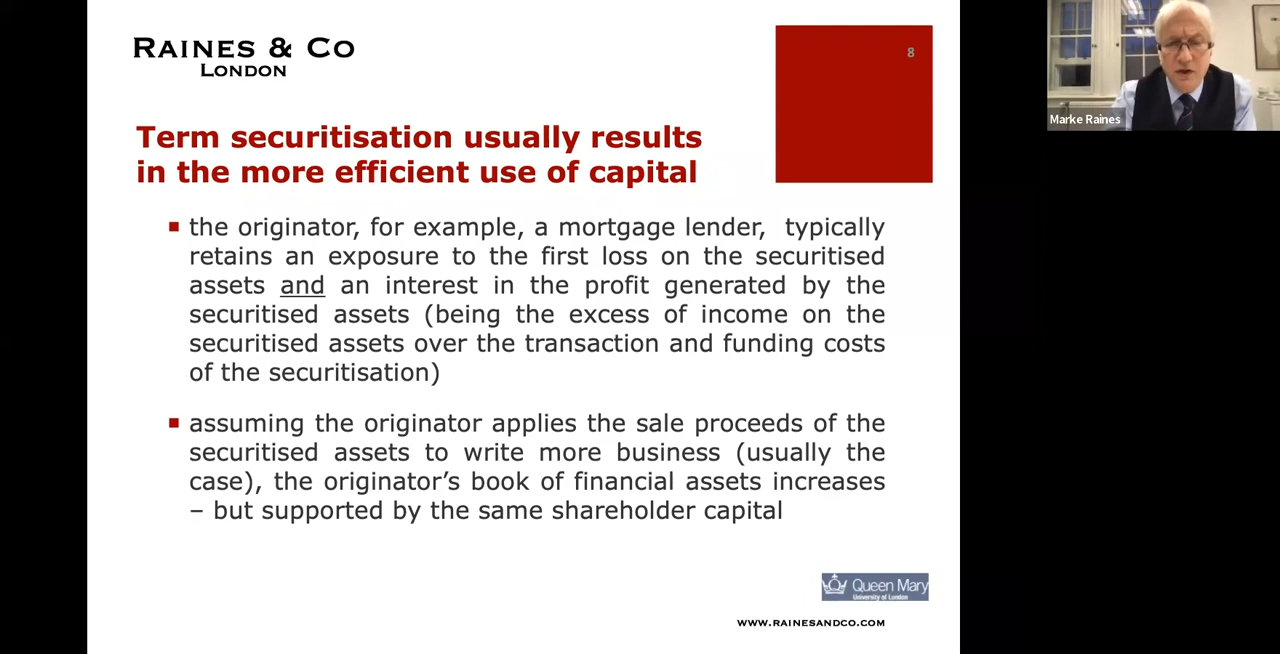 RAINES & CO
LONDON
8
Marke Raines
Term securitisation usually results
in the more efficient use of capital
the originator, for example, a mortgage lender, typically
retains an exposure to the first loss on the securitised
assets and an interest in the profit generated by the
securitised assets (being the excess of income on the
securitised assets over the transaction and funding costs
of the securitisation)
assuming the originator applies the sale proceeds of the
securitised assets to write more business (usually the
case), the originator’s book of financial assets increases
– but supported by the same shareholder capital
Queen Mary
University of London
WWW.RAINESANDCO.COM